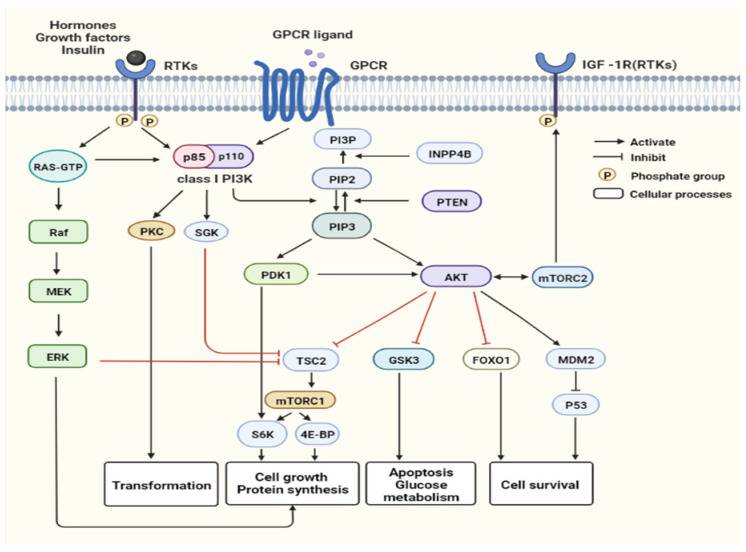 Hormones
Growth factors
Insulin
RTKs
GPCR ligand
GPCR
IGF -1R(RTKs)
P
P
P
Activate
Inhibit
P Phosphate group
Cellular processes
RAS-GTP
p85 p110
class I PI3K
PI3P
INPP4B
PIP2
PTEN
PIP3
Raf
PKC
SGK
PDK1
AKT
mTORC2
MEK
ERK
TSC2
GSK3
FOXO1
MDM2
mTORC1
P53
S6K
4E-BP
Transformation
Cell growth
Protein synthesis
Apoptosis
Glucose
metabolism
Cell survival